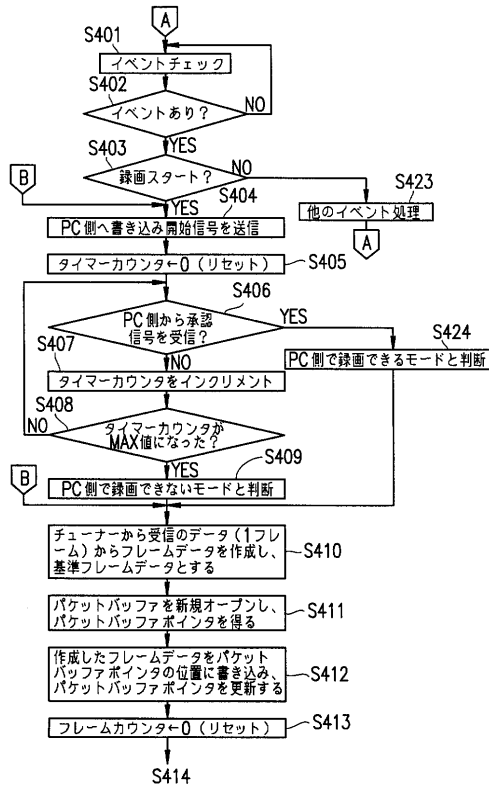 A
S401
イベントチェック
S402
イベントあり?
NO
YES
S403
録画スタート?
NO
B
YES
S404
S423
PC側へ書き込み開始信号を送信
他のイベント処理
A
タイマーカウンタ←0(リセット)
S405
S406
PC側から承認
信号を受信?
YES
S424
S407
NO
PC側で録画できるモードと判断
タイマーカウンタをインクリメント
S408
NO
タイマーカウンタが
MAX値になった?
YES
S409
B
PC側で録画できないモードと判断
チューナーから受信のデータ(1フ
レーム)からフレームデータを作成し、
基準フレームデータとする
S410
パケットバッファを新規オープンし、
パケットバッファポインタを得る
S411
作成したフレームデータをパケット
バッファポインタの位置に書き込み、
パケットバッファポインタを更新する
S412
フレームカウンタ←0(リセット)
S413
S414